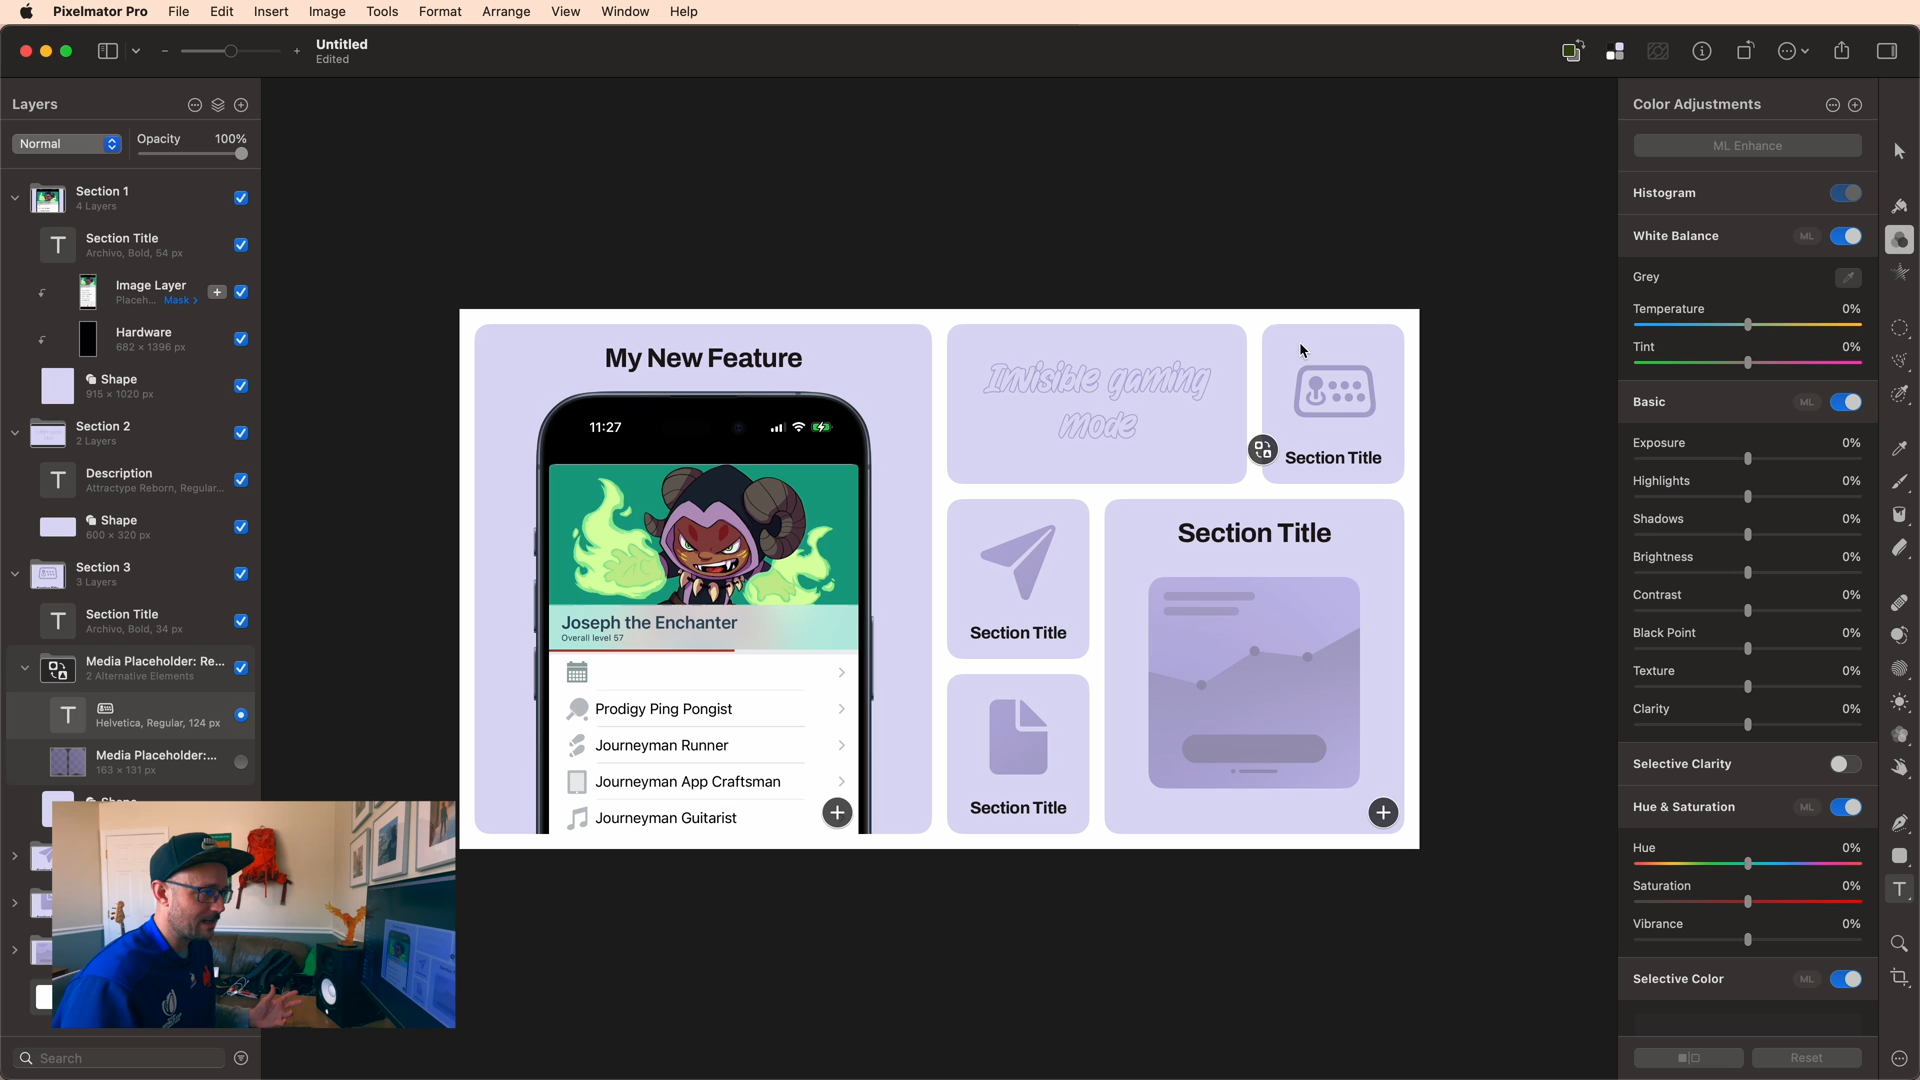 Pixelmator Pro File Edit Insert Image Tools Format Arrange View Window Help
Untitled
Edited
Layers
Normal
Opacity 100%
Section 1
4 Layers
Section Title
Archivo, Bold, 54 px
Image Layer
Placeh... Mask >
Hardware
682 × 1396 px
Shape
915 × 1020 px
Section 2
2 Layers
Description
Attractype Reborn, Regular...
Shape
600 × 320 px
Section 3
3 Layers
Section Title
Archivo, Bold, 34 px
Media Placeholder: Re...
2 Alternative Elements
T
Helvetica, Regular, 124 px
Media Placeholder:...
163 × 131 px
Search
My New Feature
11:27
Joseph the Enchanter
Overall level 57
Prodigy Ping Pongist
Journeyman Runner
Journeyman App Craftsman
Journeyman Guitarist
Invisible gaming
mode
Section Title
Section Title
Section Title
Section Title
Color Adjustments
ML Enhance
Histogram
White Balance ML
Grey
Temperature 0%
Tint 0%
Basic ML
Exposure 0%
Highlights 0%
Shadows 0%
Brightness 0%
Contrast 0%
Black Point 0%
Texture 0%
Clarity 0%
Selective Clarity
Hue & Saturation ML
Hue 0%
Saturation 0%
Vibrance 0%
Selective Color ML
Reset